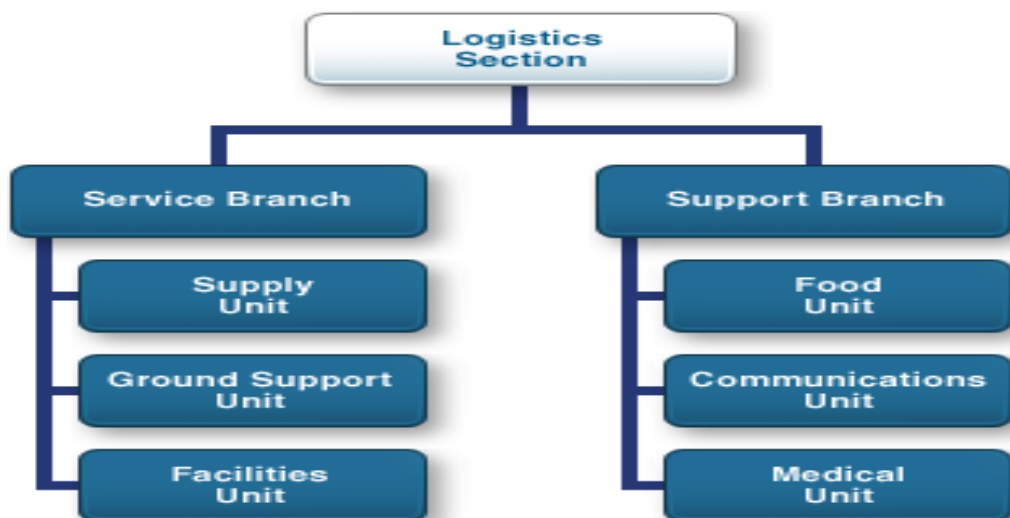 Logistics
Section
Service Branch
Supply
Unit
Ground Support
Unit
Facilities
Unit
Support Branch
Food
Unit
Communications
Unit
Medical
Unit